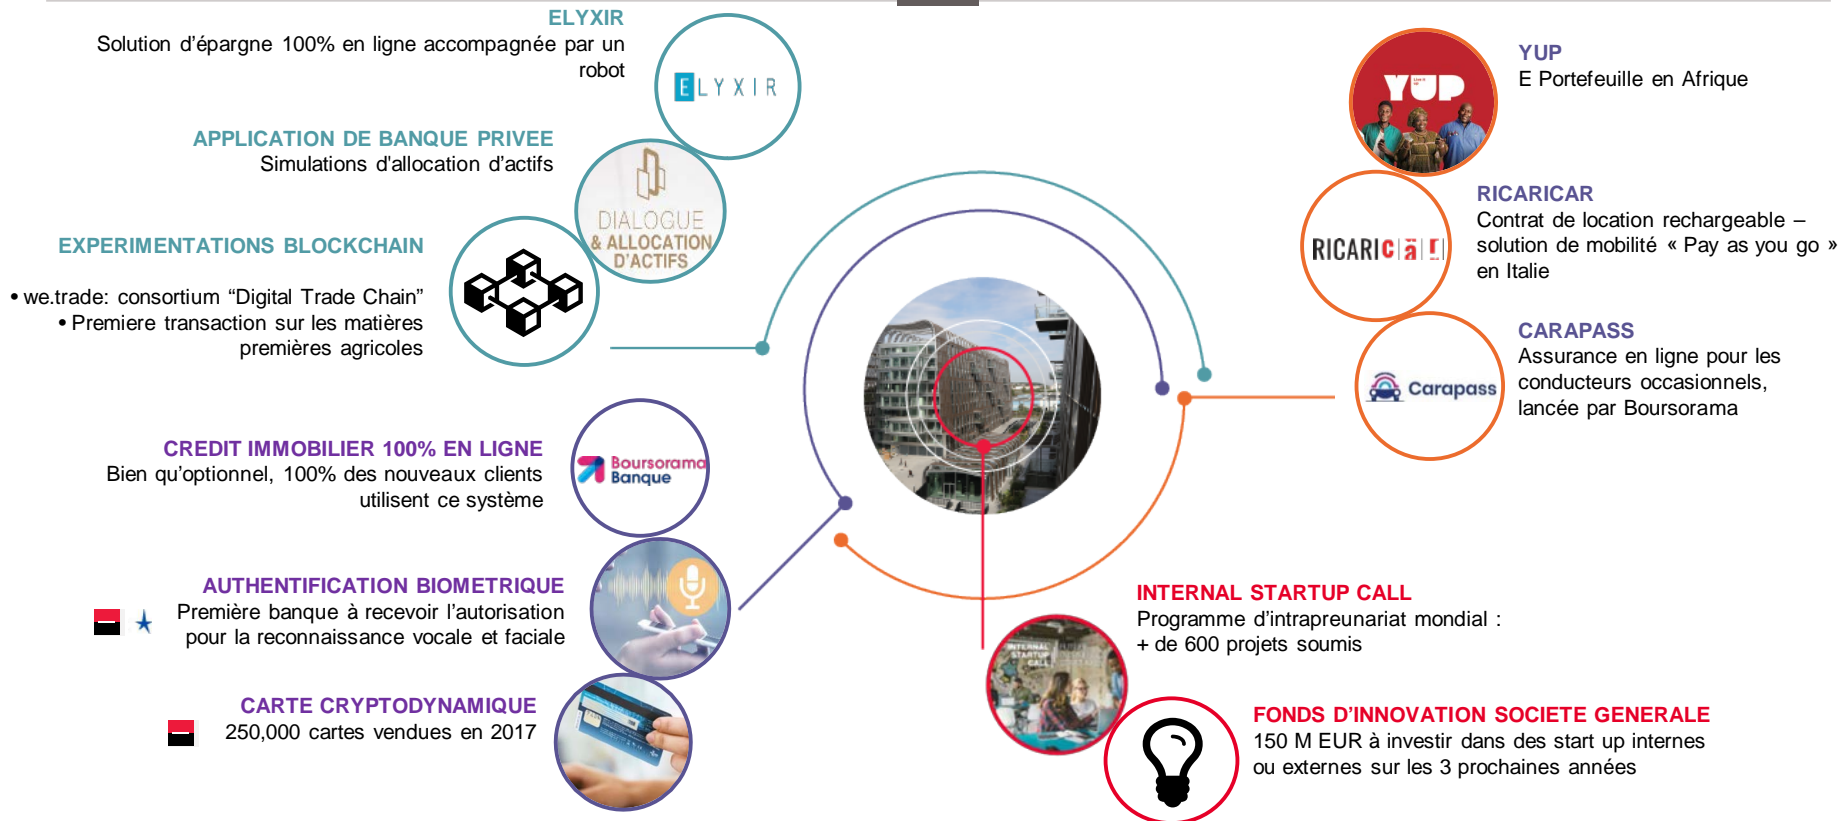 ELYXIR
Solution d’épargne 100% en ligne accompagnée par un
robot
ELYXIR
APPLICATION DE BANQUE PRIVEE
Simulations d'allocation d’actifs
DIALOGUE
& ALLOCATION
D'ACTIFS
EXPERIMENTATIONS BLOCKCHAIN
• we.trade: consortium “Digital Trade Chain”
• Premiere transaction sur les matières
premières agricoles
CREDIT IMMOBILIER 100% EN LIGNE
Bien qu’optionnel, 100% des nouveaux clients
utilisent ce système
Boursorama
Banque
AUTHENTIFICATION BIOMETRIQUE
Première banque à recevoir l’autorisation
pour la reconnaissance vocale et faciale
CARTE CRYPTODYNAMIQUE
250,000 cartes vendues en 2017
YUP
YUP
E Portefeuille en Afrique
RICARICAR
RICARICAR
Contrat de location rechargeable –
solution de mobilité « Pay as you go »
en Italie
Carapass
CARAPASS
Assurance en ligne pour les
conducteurs occasionnels,
lancée par Boursorama
INTERNAL
STARTUP
CALL
INTERNAL STARTUP CALL
Programme d’intrapreunariat mondial :
+ de 600 projets soumis
FONDS D’INNOVATION SOCIETE GENERALE
150 M EUR à investir dans des start up internes
ou externes sur les 3 prochaines années